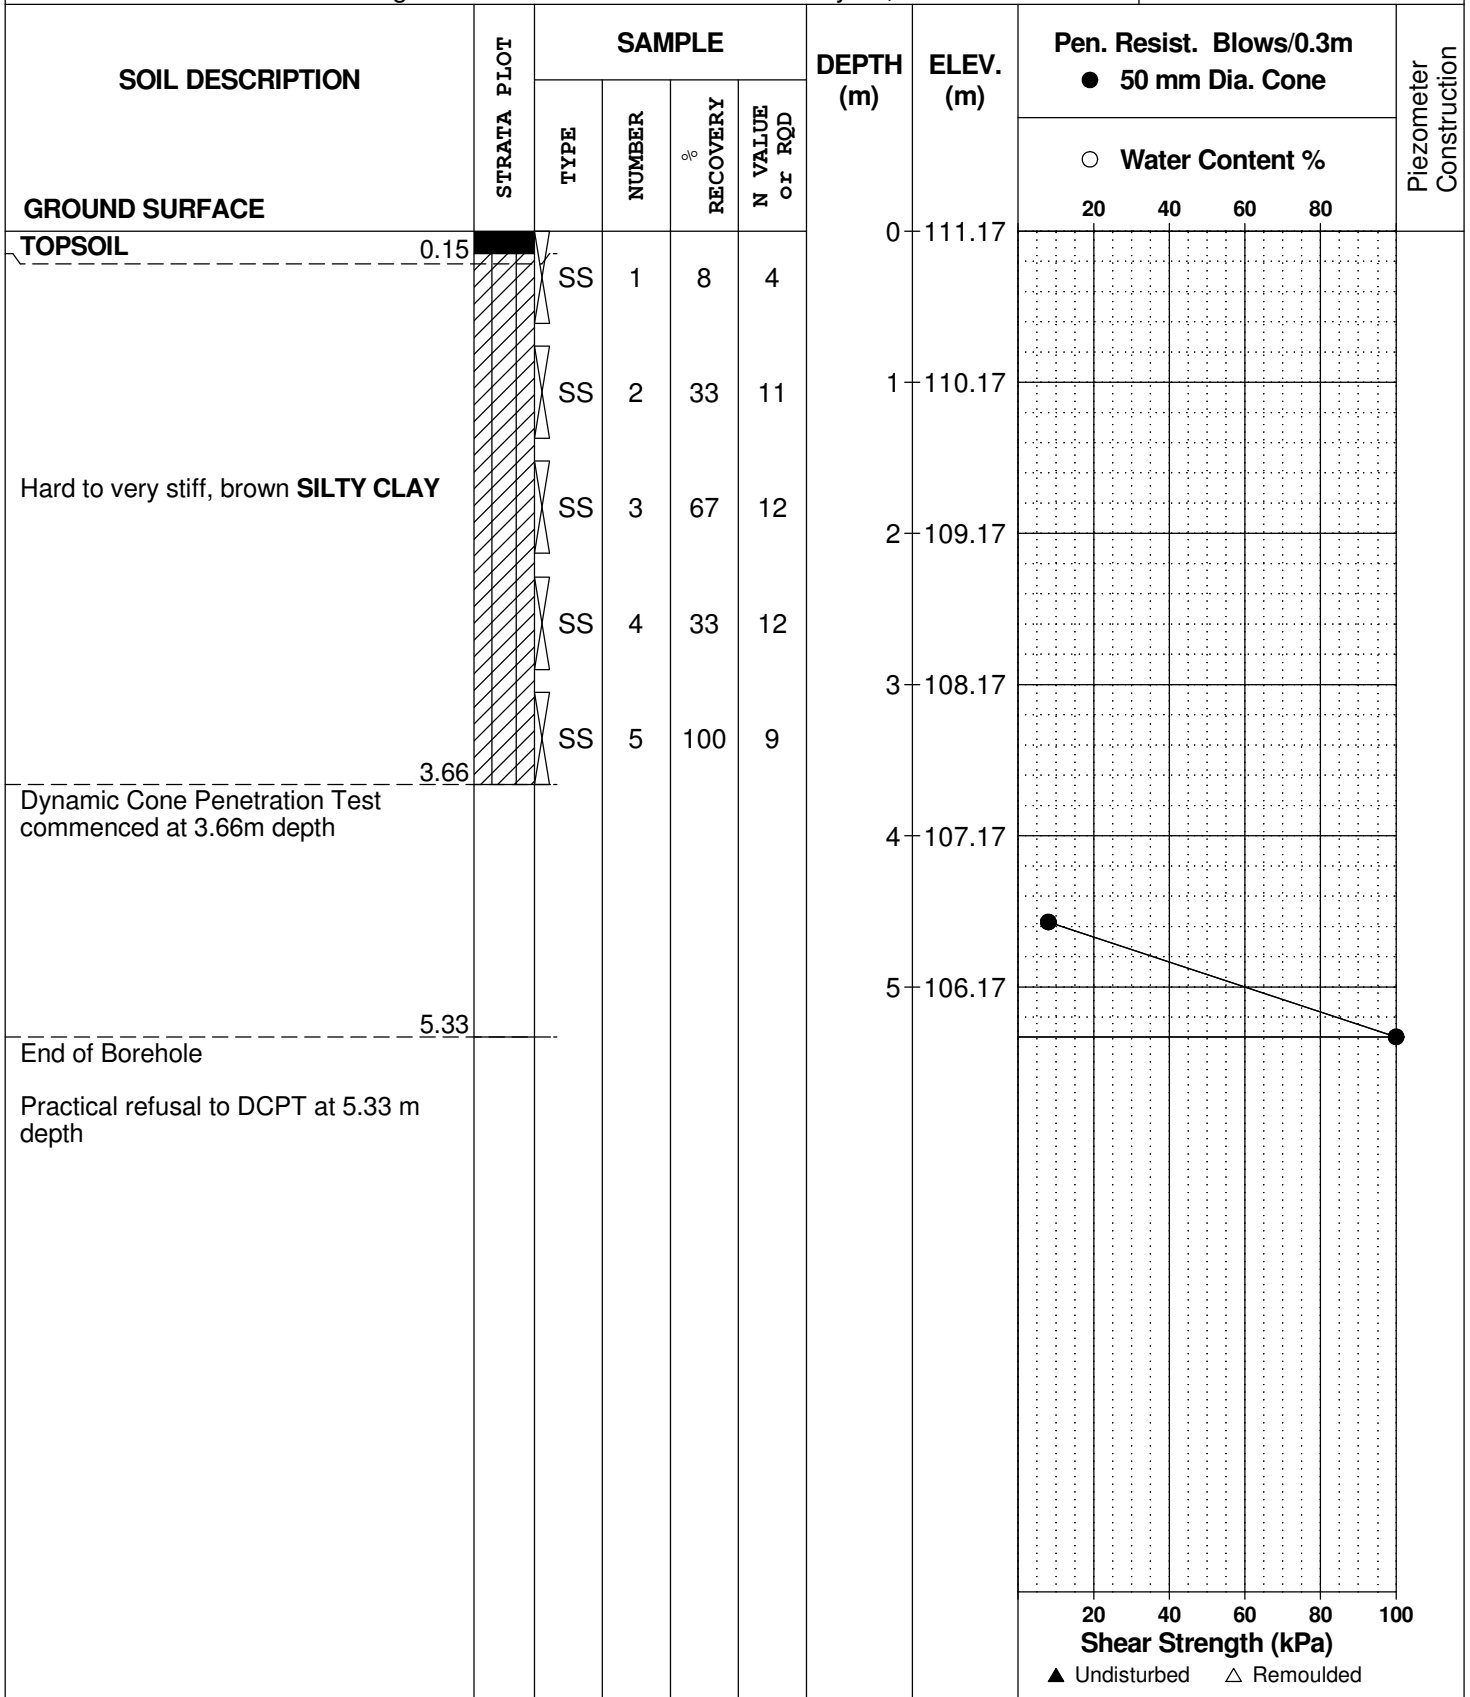 SOIL DESCRIPTION
GROUND SURFACE
STRATA PLOT
SAMPLE
TYPE
NUMBER
%
RECOVERY
N VALUE
or RQD
DEPTH
(m)
ELEV.
(m)
Pen. Resist. Blows/0.3m
● 50 mm Dia. Cone
○ Water Content %
20 40 60 80
Piezometer
Construction
0 111.17
TOPSOIL 0.15
SS 1 8 4
1 110.17
SS 2 33 11
Hard to very stiff, brown SILTY CLAY
SS 3 67 12
2 109.17
SS 4 33 12
3 108.17
SS 5 100 9
3.66
Dynamic Cone Penetration Test
commenced at 3.66m depth
4 107.17
5 106.17
5.33
End of Borehole
Practical refusal to DCPT at 5.33 m
depth
20 40 60 80 100
Shear Strength (kPa)
▲ Undisturbed △ Remoulded